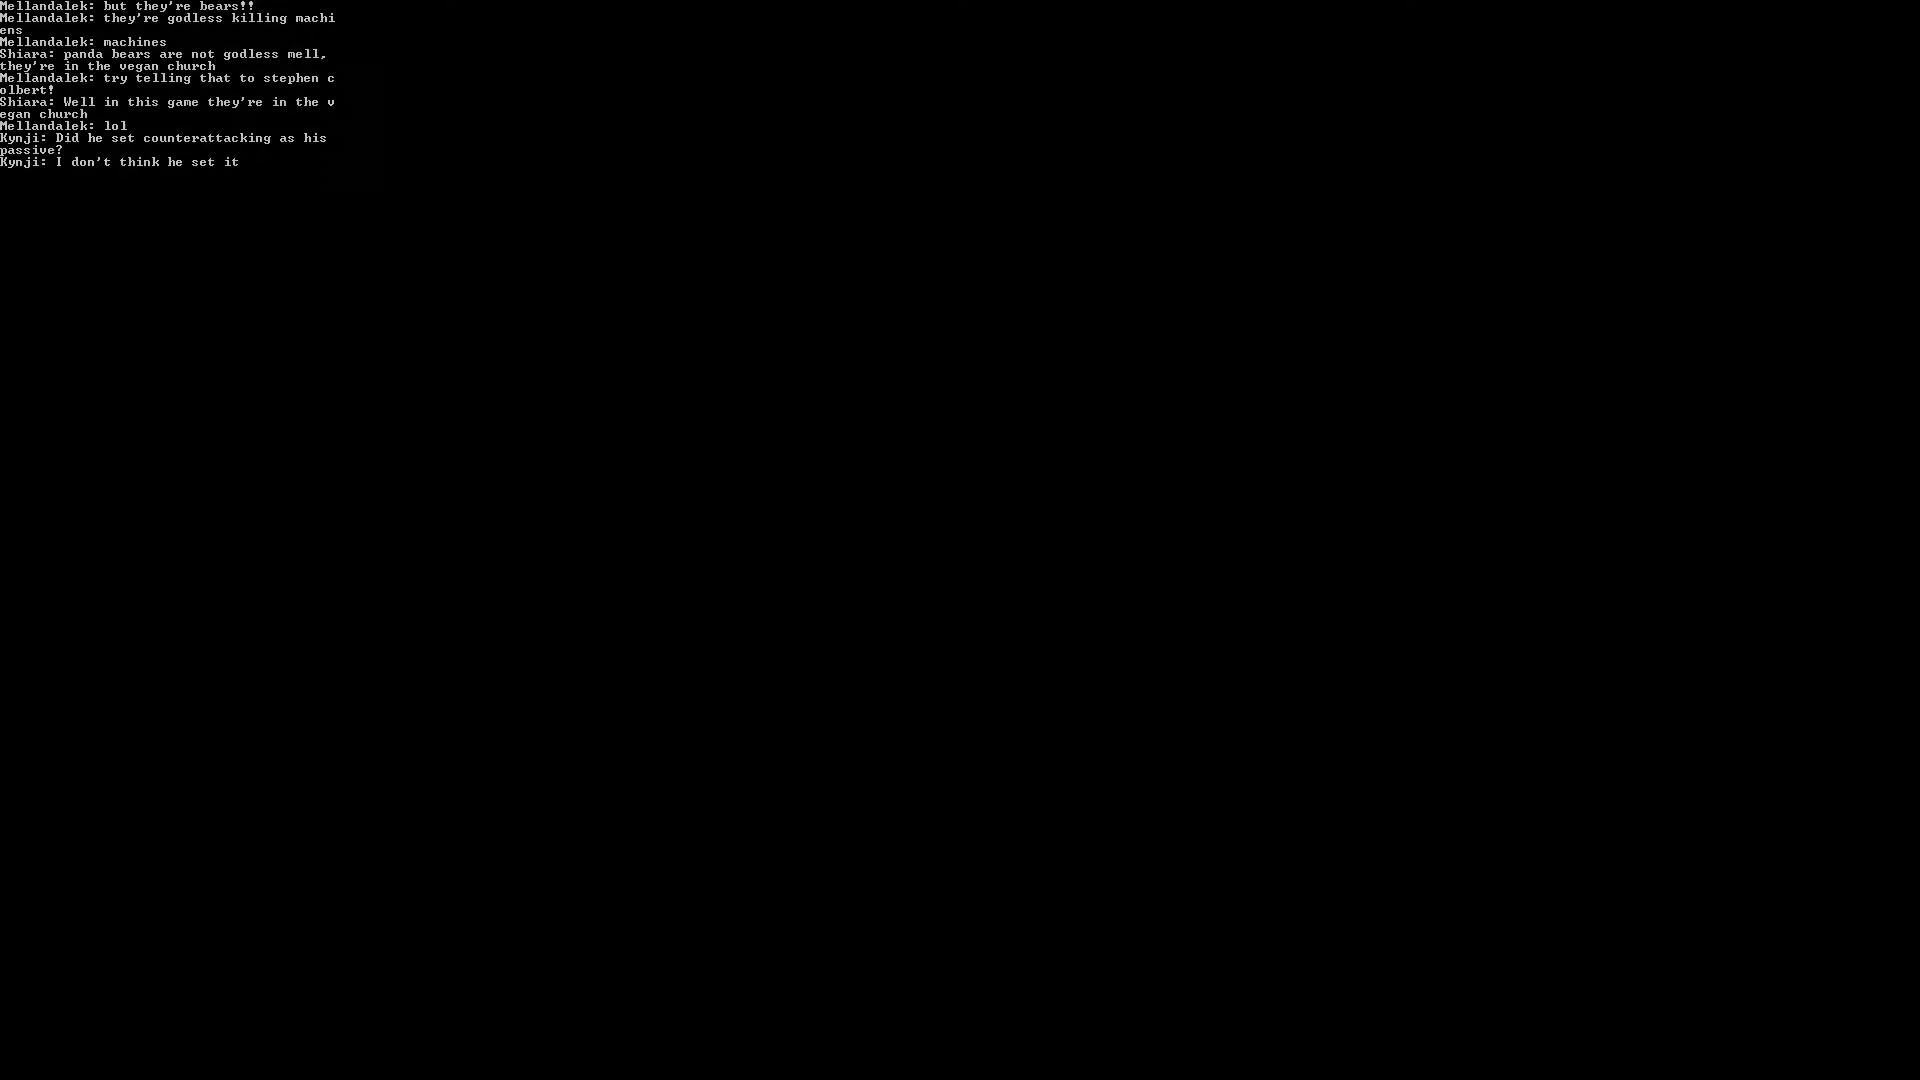 Mellandalek: but they're bears!!
Mellandalek: they're godless killing machi
ens
Mellandalek: machines
Shiara: panda bears are not godless mell,
they're in the vegan church
Mellandalek: try telling that to stephen c
olbert!
Shiara: Well in this game they're in the v
egan church
Mellandalek: lol
Kynji: Did he set counterattacking as his
passive?
Kynji: I don't think he set it